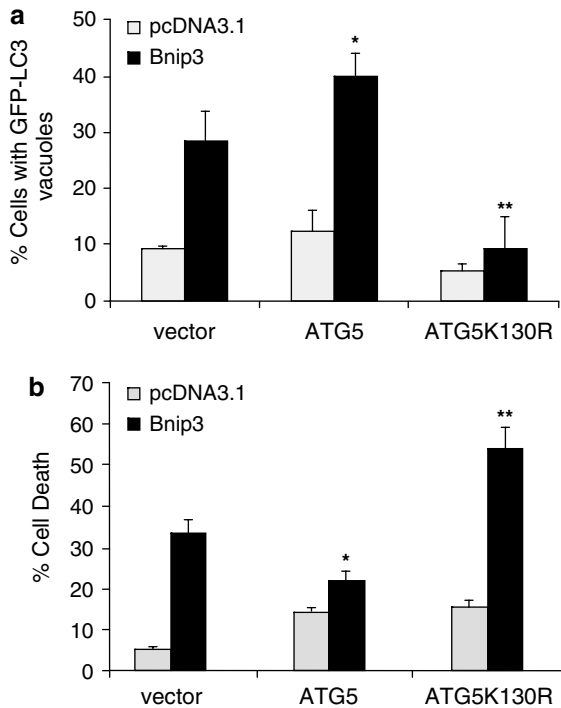 a
% Cells with GFP-LC3
vacuoles
50
40
30
20
10
0
pcDNA3.1
Bnip3
*
**
vector ATG5 ATG5K130R
b
% Cell Death
70
60
50
40
30
20
10
0
pcDNA3.1
Bnip3
*
**
vector ATG5 ATG5K130R